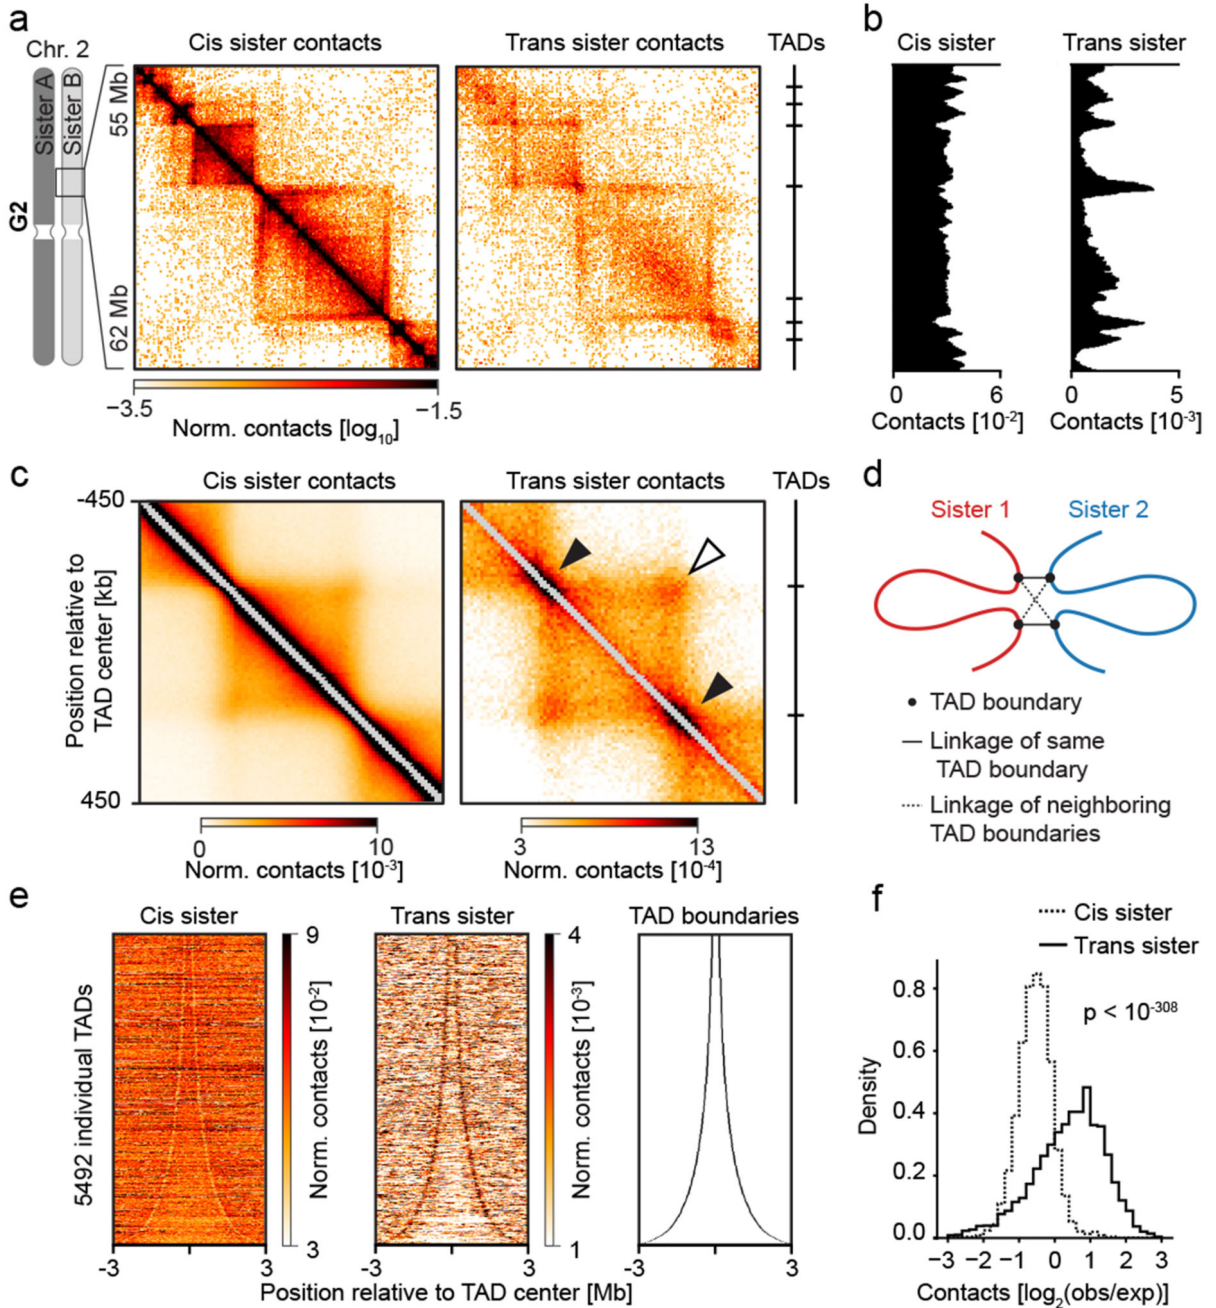 a
Chr. 2
Sister A
Sister B
G2
55 Mb
62 Mb
Cis sister contacts
Trans sister contacts
TADs
−3.5
−1.5
Norm. contacts [log10]
b
Cis sister
Trans sister
0
6
0
5
Contacts [10-2]
Contacts [10-3]
c
Cis sister contacts
Trans sister contacts
TADs
-450
Position relative to
TAD center [kb]
450
0
10
Norm. contacts [10-3]
3
13
Norm. contacts [10-4]
d
Sister 1
Sister 2
TAD boundary
Linkage of same
TAD boundary
Linkage of neighboring
TAD boundaries
e
Cis sister
Trans sister
TAD boundaries
5492 individual TADs
9
Norm. contacts [10-2]
3
4
Norm. contacts [10-3]
1
-3
3
-3
3
-3
3
Position relative to TAD center [Mb]
f
Cis sister
Trans sister
p < 10-308
Density
0.8
0.6
0.4
0.2
0.0
−3 −2 −1 0 1 2 3
Contacts [log2(obs/exp)]